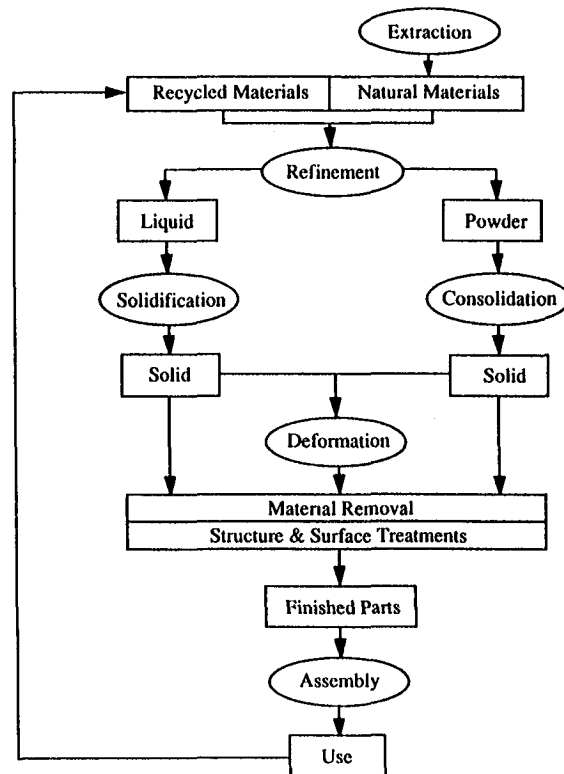 Extraction
Recycled Materials
Natural Materials
Refinement
Liquid
Powder
Solidification
Consolidation
Solid
Solid
Deformation
Material Removal
Structure & Surface Treatments
Finished Parts
Assembly
Use